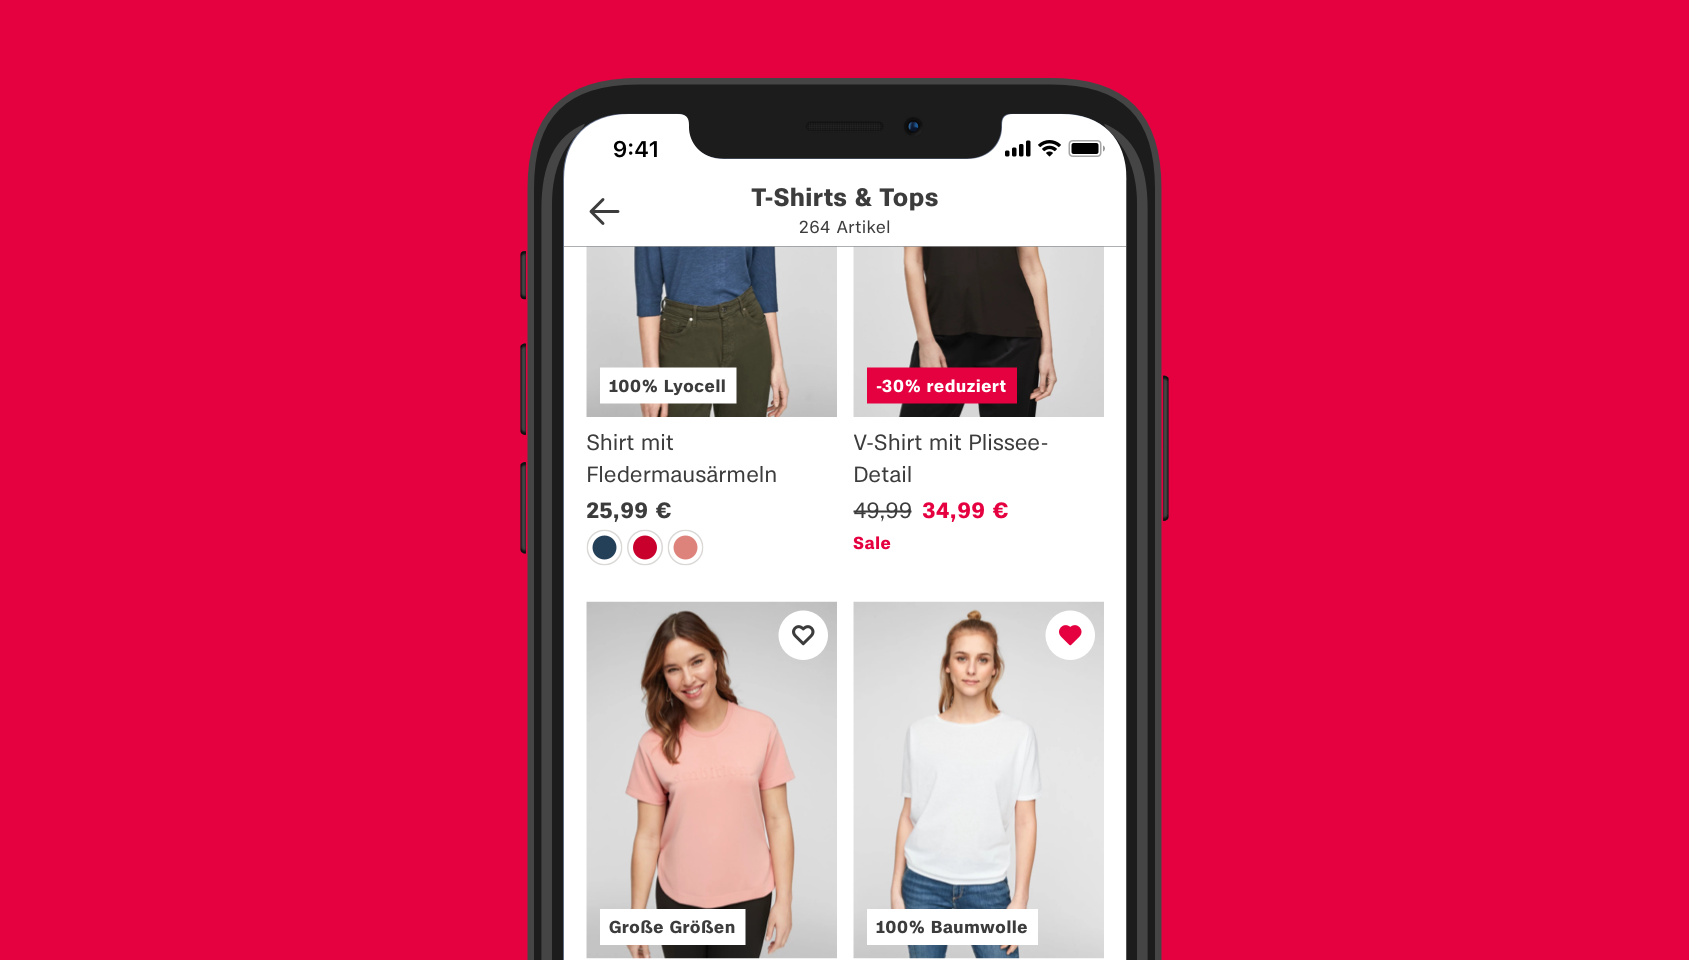 9:41
T-Shirts & Tops
264 Artikel
100% Lyocell
-30% reduziert
Shirt mit
Fledermausärmeln
25,99 €
V-Shirt mit Plissee-
Detail
49,99 34,99 €
Sale
Große Größen
100% Baumwolle